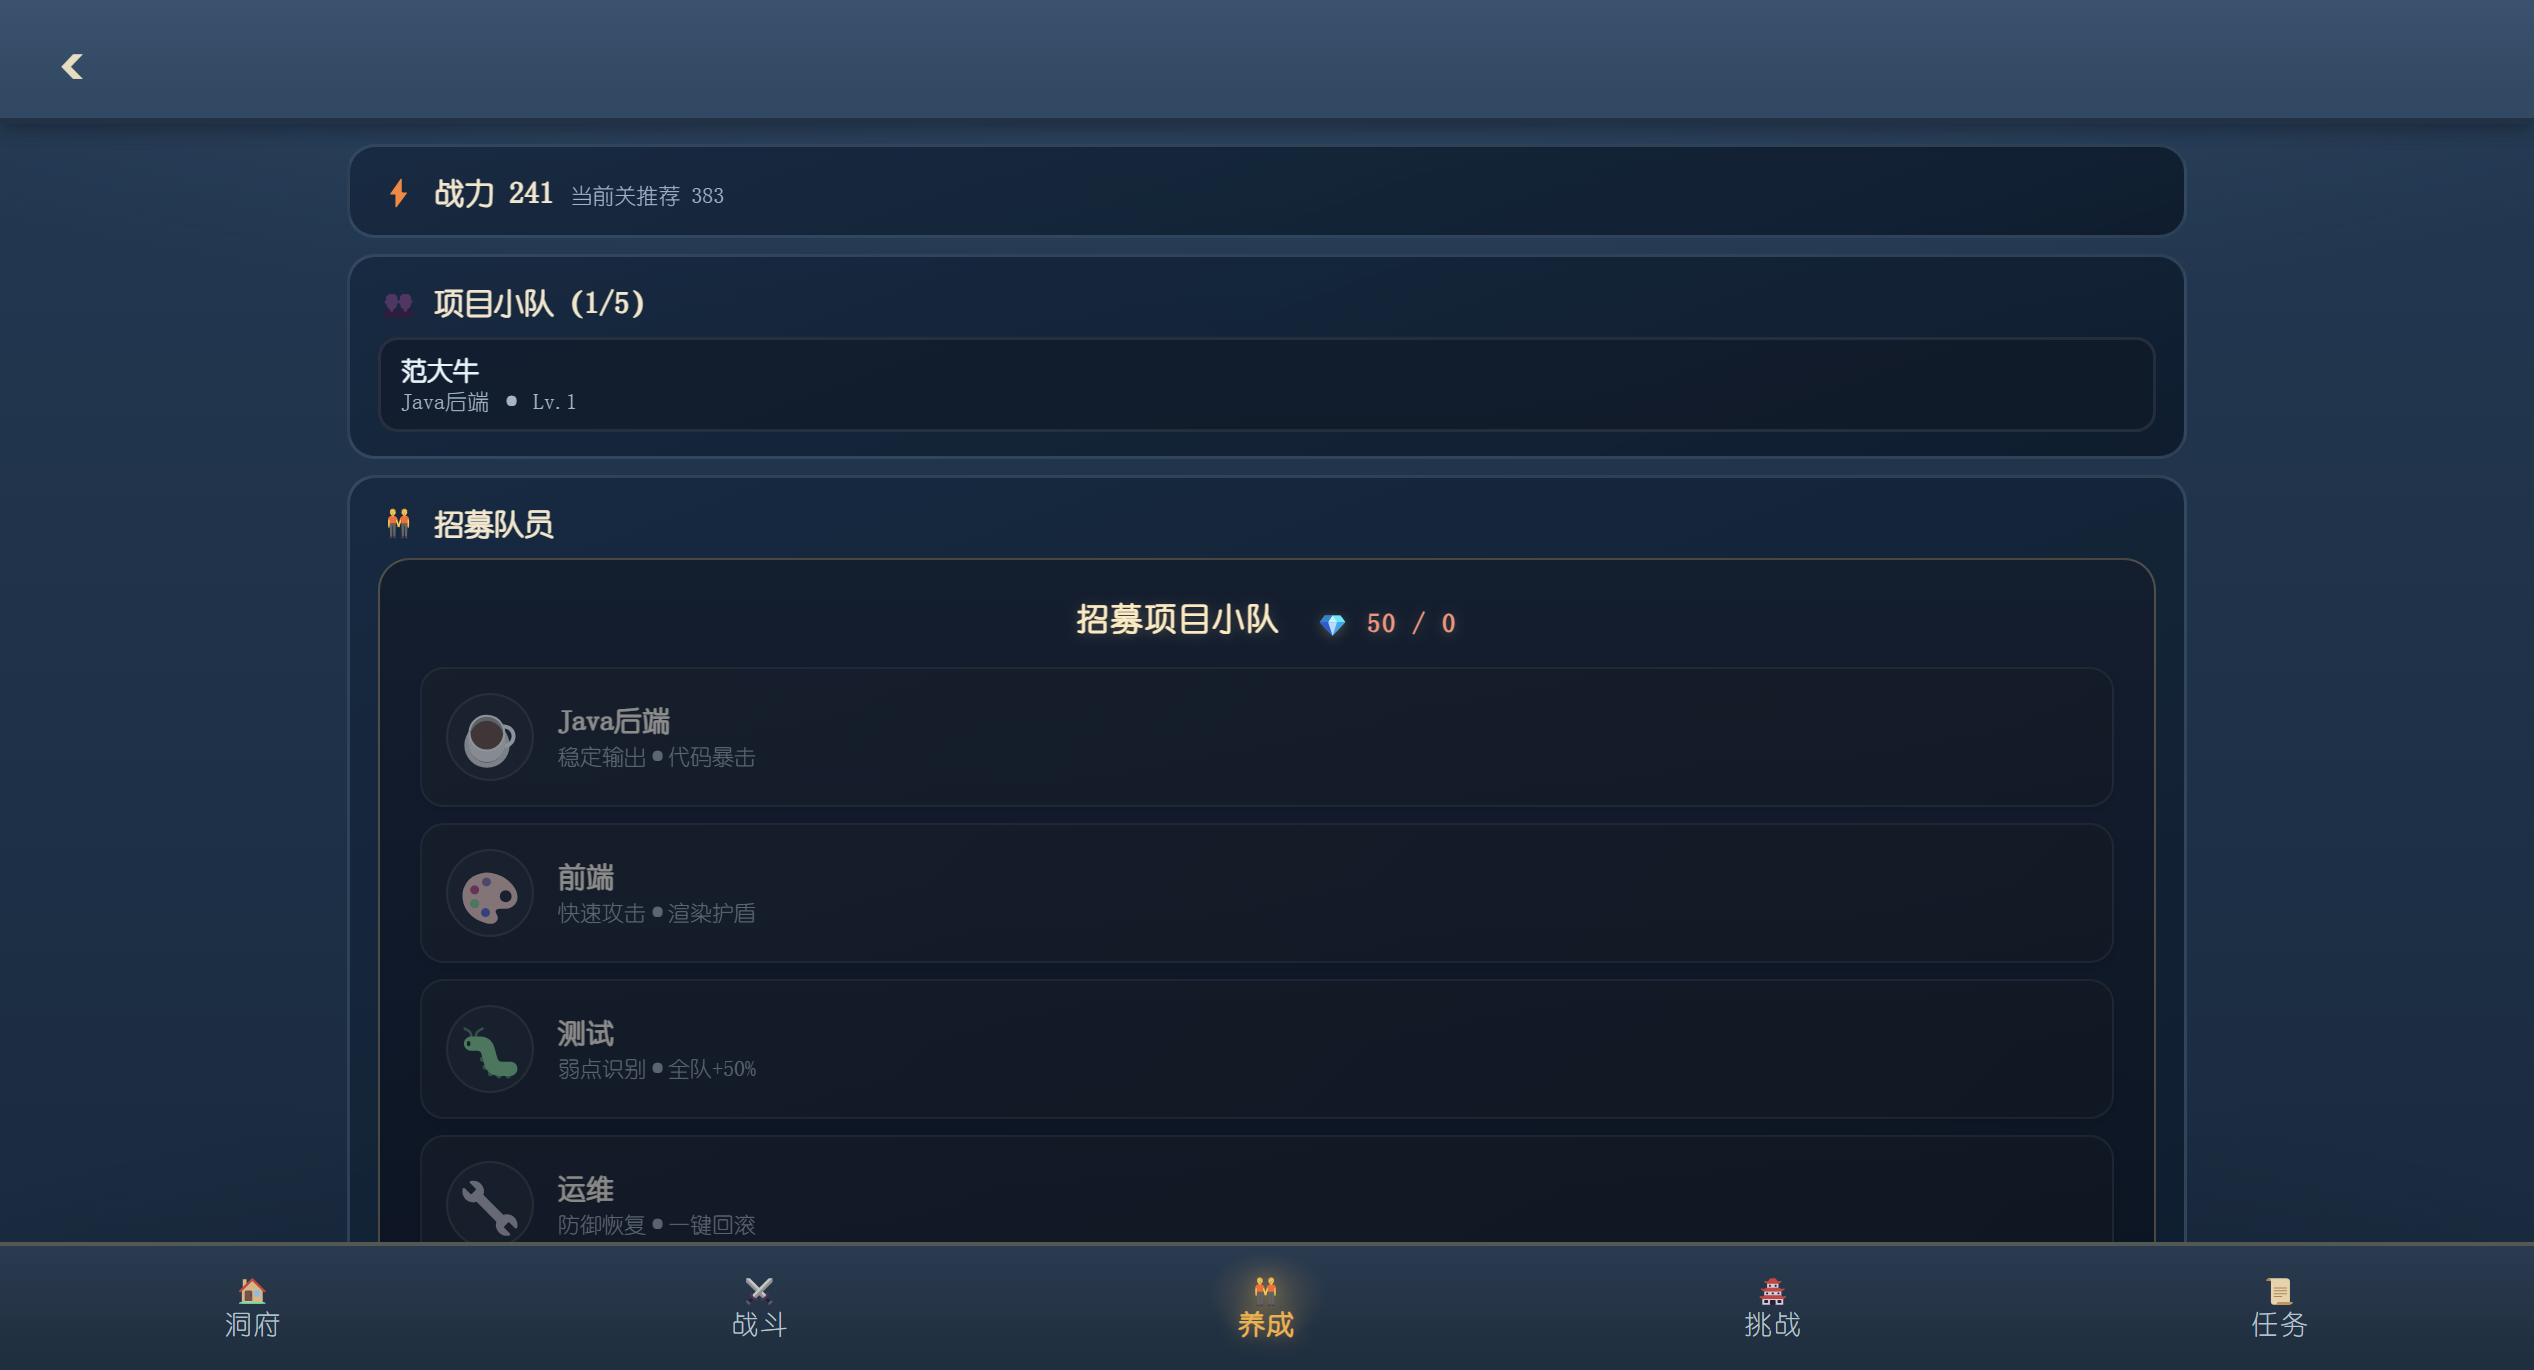 战力 241 当前关推荐 383
项目小队 (1/5)
范大牛
Java后端 • Lv.1
招募队员
招募项目小队 50 / 0
Java后端
稳定输出•代码暴击
前端
快速攻击•渲染护盾
测试
弱点识别•全队+50%
运维
防御恢复•一键回滚
洞府 战斗 养成 挑战 任务